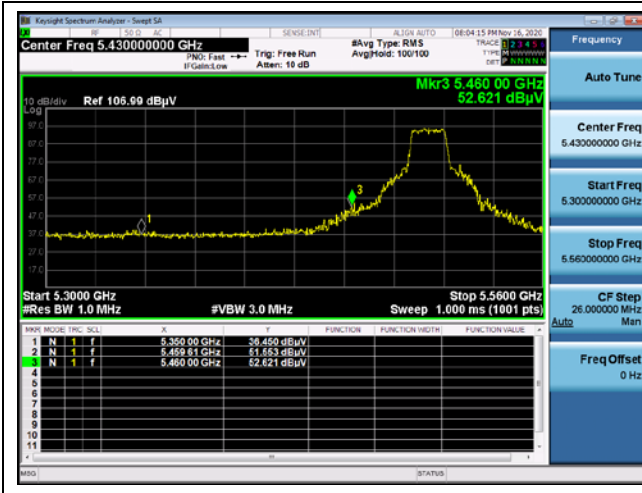 Keysight Spectrum Analyzer - Swept SA
RF 50 Ω AC SENSE:INT ALIGN AUTO 08:04:15 PM Nov 16, 2020
Center Freq 5.430000000 GHz
PNO: Fast
IFGain:Low
Trig: Free Run
Atten: 10 dB
#Avg Type: RMS
Avg|Hold: 100/100
TRACE 1 2 3 4 5 6
TYPE M
DET P N N N N N
Mkr3 5.460 00 GHz
52.621 dBµV
10 dB/div Ref 106.99 dBµV
Log
97.0
87.0
77.0
67.0
57.0
47.0
37.0
27.0
17.0
1
3
Start 5.3000 GHz Stop 5.5600 GHz
#Res BW 1.0 MHz #VBW 3.0 MHz Sweep 1.000 ms (1001 pts)
MKR MODE TRC SCL X Y FUNCTION FUNCTION WIDTH FUNCTION VALUE
1 N 1 f 5.350 00 GHz 36.450 dBµV
2 N 1 f 5.459 61 GHz 51.553 dBµV
3 N 1 f 5.460 00 GHz 52.621 dBµV
4
5
6
7
8
9
10
11
MSG STATUS
Frequency
Auto Tune
Center Freq
5.430000000 GHz
Start Freq
5.300000000 GHz
Stop Freq
5.560000000 GHz
CF Step
26.000000 MHz
Auto Man
Freq Offset
0 Hz